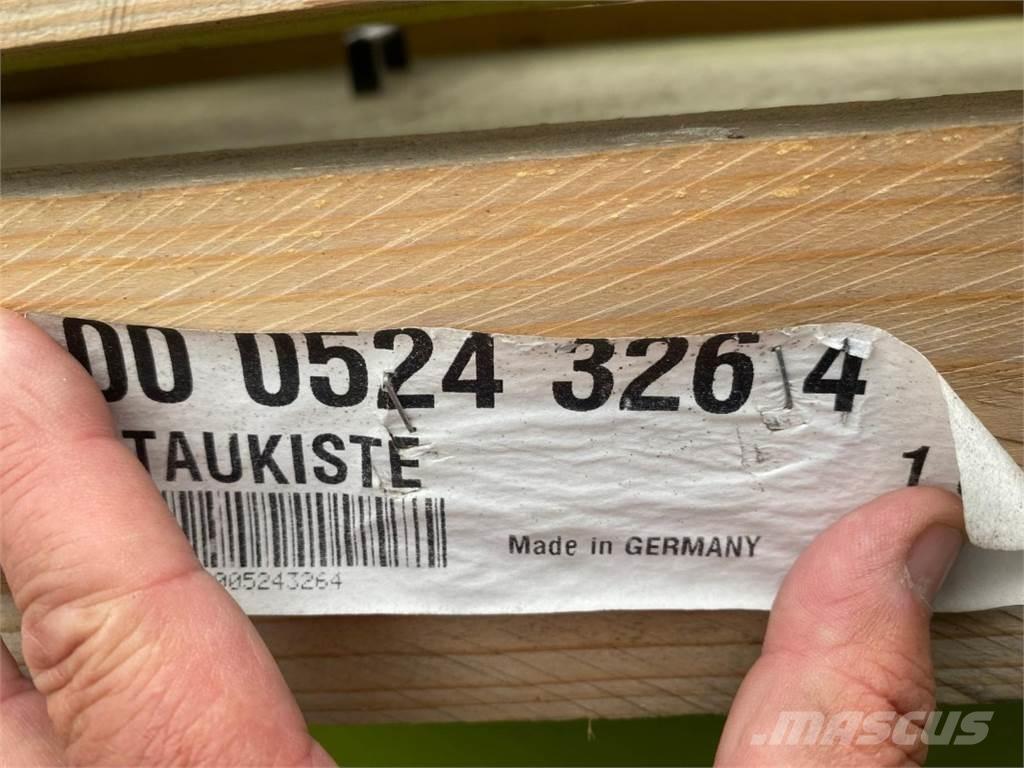 00 0524 326 4
TAUKISTE
1
Made in GERMANY
005243264
MASCUS